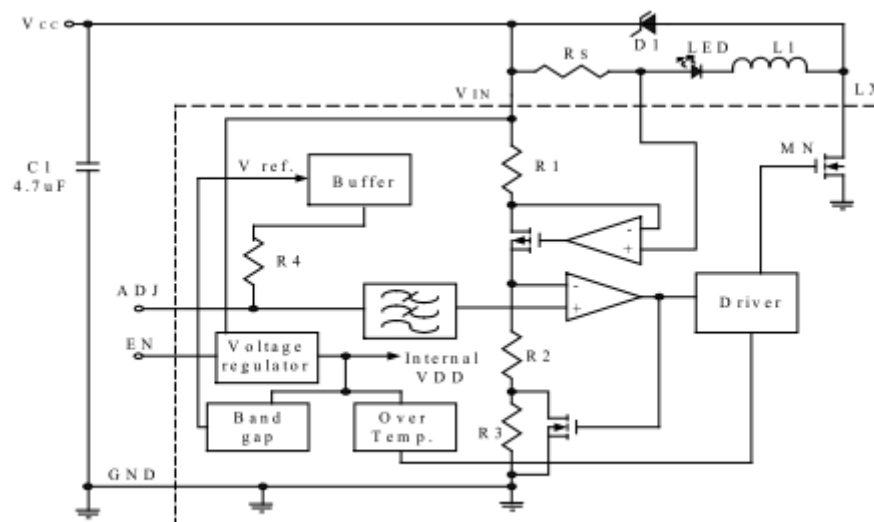 Vcc
D1
LED
L1
Rs
VIN
LX
C1
4.7uF
V ref.
Buffer
R1
MN
-
+
R4
ADJ
-
+
Driver
EN
Voltage
regulator
Internal
VDD
R2
Band
gap
Over
Temp.
R3
GND